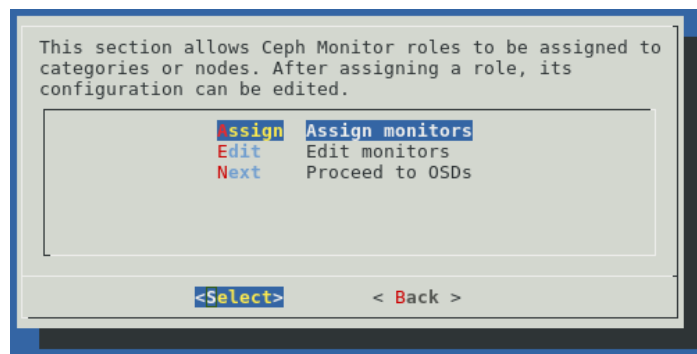 This section allows Ceph Monitor roles to be assigned to
categories or nodes. After assigning a role, its
configuration can be edited.
Assign Assign monitors
Edit Edit monitors
Next Proceed to OSDs
<Select> < Back >